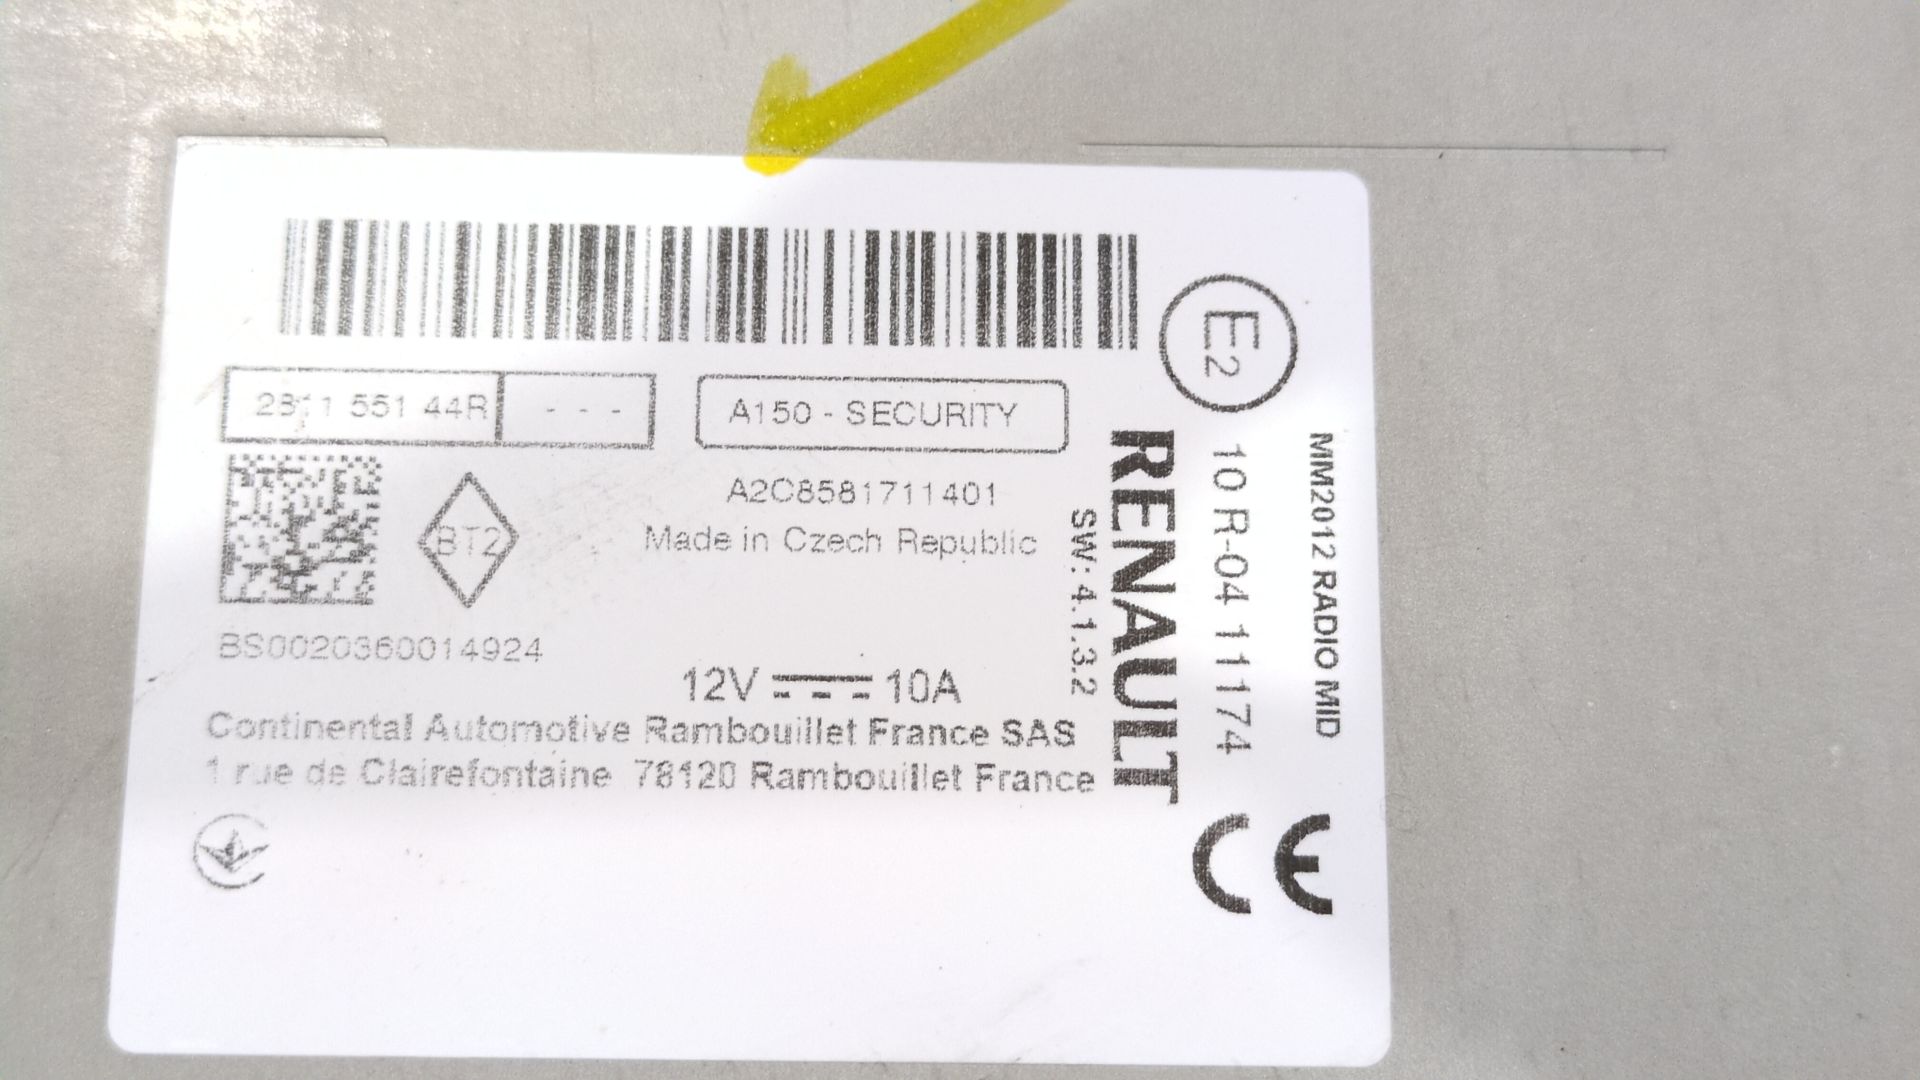 2811 551 44R - - -
A150 - SECURITY
A2C8581711401
Made in Czech Republic
BT2
BS0020360014924
12V 10A
Continental Automotive Rambouillet France SAS
1 rue de Clairefontaine 78120 Rambouillet France
SW: 4.1.3.2
RENAULT
E2
10 R-04 11174
MM2012 RADIO MID
CE